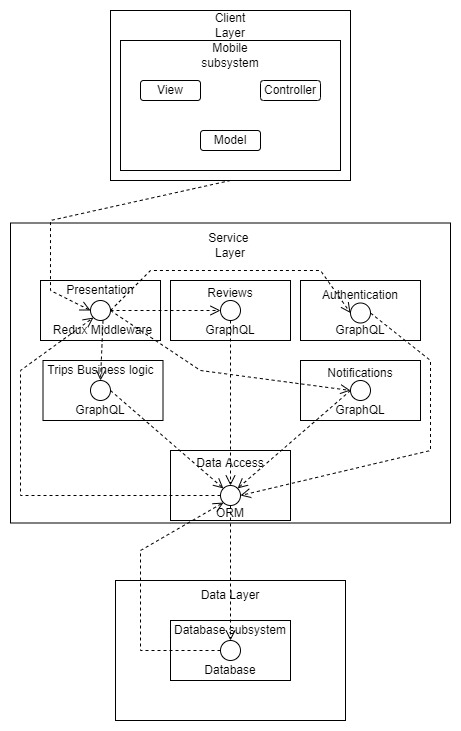 Client
Layer
Mobile
subsystem
View
Controller
Model
Service
Layer
Presentation
Redux Middleware
Reviews
GraphQL
Authentication
GraphQL
Trips Business logic
GraphQL
Notifications
GraphQL
Data Access
ORM
Data Layer
Database subsystem
Database